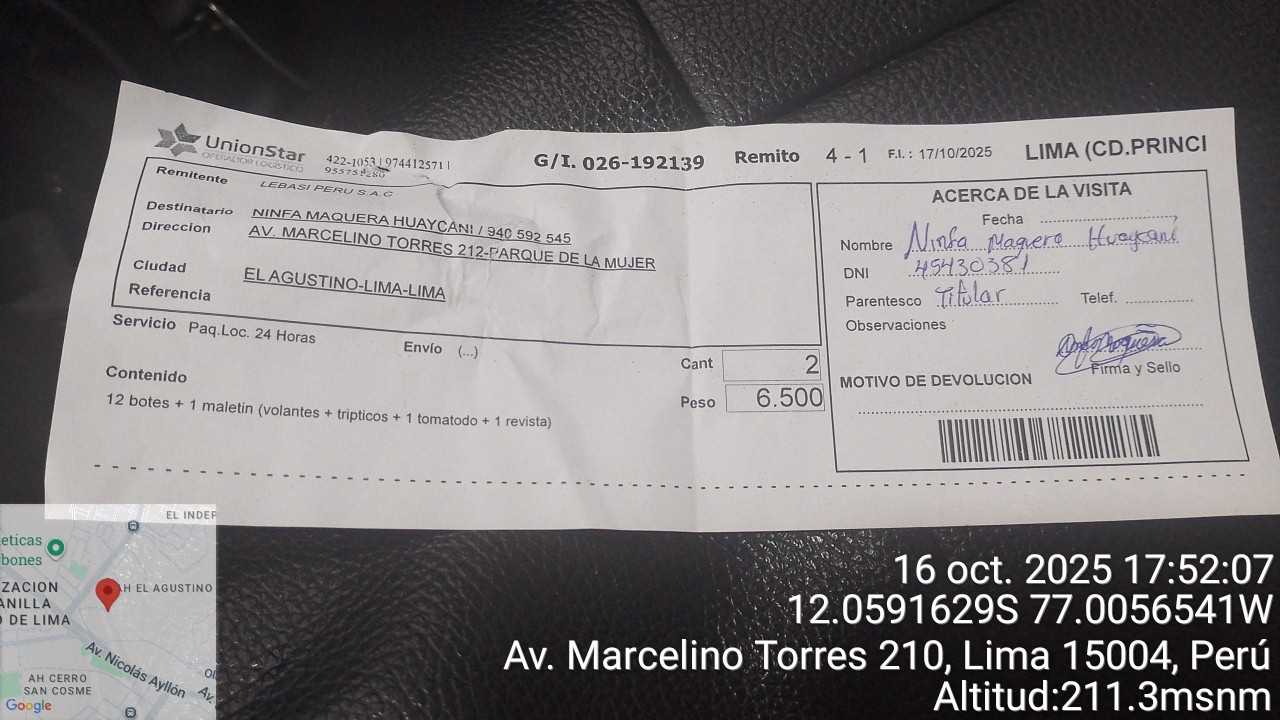 UnionStar
OPERADOR LOGISTICO
422-1053 | 974412571 |
955751280
G/I. 026-192139
Remito 4 - 1
F.I.: 17/10/2025
LIMA (CD.PRINCI
Remitente LEBASI PERU S.A.C
Destinatario NINFA MAQUERA HUAYCANI / 940 592 545
Direccion AV. MARCELINO TORRES 212-PARQUE DE LA MUJER
Ciudad EL AGUSTINO-LIMA-LIMA
Referencia
Servicio Paq.Loc. 24 Horas
Envío (...)
Cant 2
Peso 6.500
Contenido
12 botes + 1 maletin (volantes + tripticos + 1 tomatodo + 1 revista)
ACERCA DE LA VISITA
Fecha
Nombre Ninfa Maquera Huaycani
DNI 45430381
Parentesco Titular Telef.
Observaciones
Firma y Sello
MOTIVO DE DEVOLUCION
EL INDEP
eticas
bones
ZACION
ANILLA
O DE LIMA
AH EL AGUSTINO
Av. Nicolás Ayllón
AH CERRO
SAN COSME
Av.
Google
16 oct. 2025 17:52:07
12.0591629S 77.0056541W
Av. Marcelino Torres 210, Lima 15004, Perú
Altitud:211.3msnm